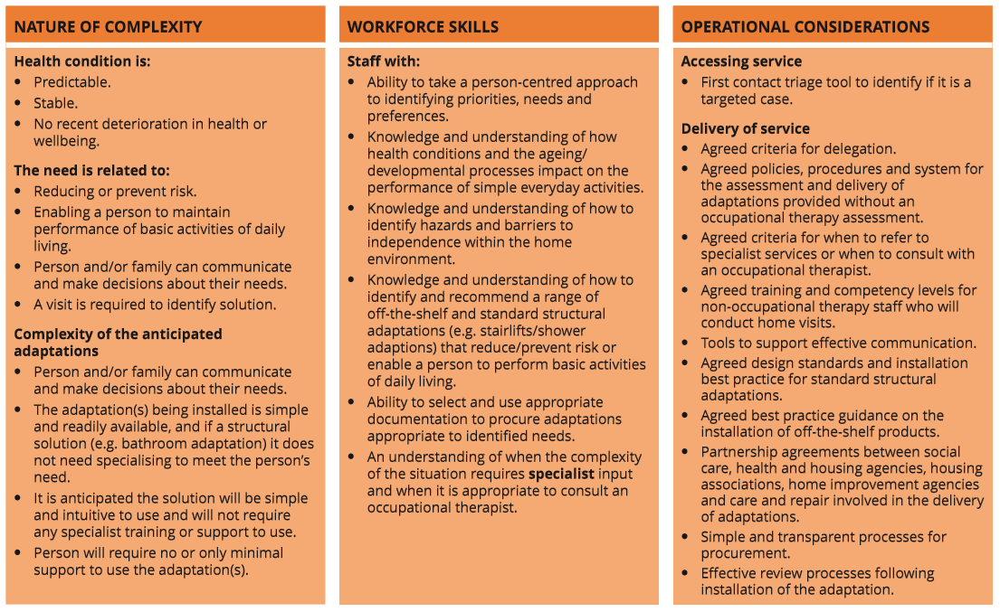 NATURE OF COMPLEXITY
Health condition is:
• Predictable.
• Stable.
• No recent deterioration in health or
wellbeing.
The need is related to:
• Reducing or prevent risk.
• Enabling a person to maintain
performance of basic activities of daily
living.
• Person and/or family can communicate
and make decisions about their needs.
• A visit is required to identify solution.
Complexity of the anticipated
adaptations
• Person and/or family can communicate
and make decisions about their needs.
• The adaptation(s) being installed is simple
and readily available, and if a structural
solution (e.g. bathroom adaptation) it does
not need specialising to meet the person’s
need.
• It is anticipated the solution will be simple
and intuitive to use and will not require
any specialist training or support to use.
• Person will require no or only minimal
support to use the adaptation(s).
WORKFORCE SKILLS
Staff with:
• Ability to take a person-centred approach
to identifying priorities, needs and
preferences.
• Knowledge and understanding of how
health conditions and the ageing/
developmental processes impact on the
performance of simple everyday activities.
• Knowledge and understanding of how to
identify hazards and barriers to
independence within the home
environment.
• Knowledge and understanding of how to
identify and recommend a range of
off-the-shelf and standard structural
adaptations (e.g. stairlifts/shower
adaptions) that reduce/prevent risk or
enable a person to perform basic activities
of daily living.
• Ability to select and use appropriate
documentation to procure adaptations
appropriate to identified needs.
• An understanding of when the complexity
of the situation requires specialist input
and when it is appropriate to consult an
occupational therapist.
OPERATIONAL CONSIDERATIONS
Accessing service
• First contact triage tool to identify if it is a
targeted case.
Delivery of service
• Agreed criteria for delegation.
• Agreed policies, procedures and system for
the assessment and delivery of
adaptations provided without an
occupational therapy assessment.
• Agreed criteria for when to refer to
specialist services or when to consult with
an occupational therapist.
• Agreed training and competency levels for
non-occupational therapy staff who will
conduct home visits.
• Tools to support effective communication.
• Agreed design standards and installation
best practice for standard structural
adaptations.
• Agreed best practice guidance on the
installation of off-the-shelf products.
• Partnership agreements between social
care, health and housing agencies, housing
associations, home improvement agencies
and care and repair involved in the delivery
of adaptations.
• Simple and transparent processes for
procurement.
• Effective review processes following
installation of the adaptation.